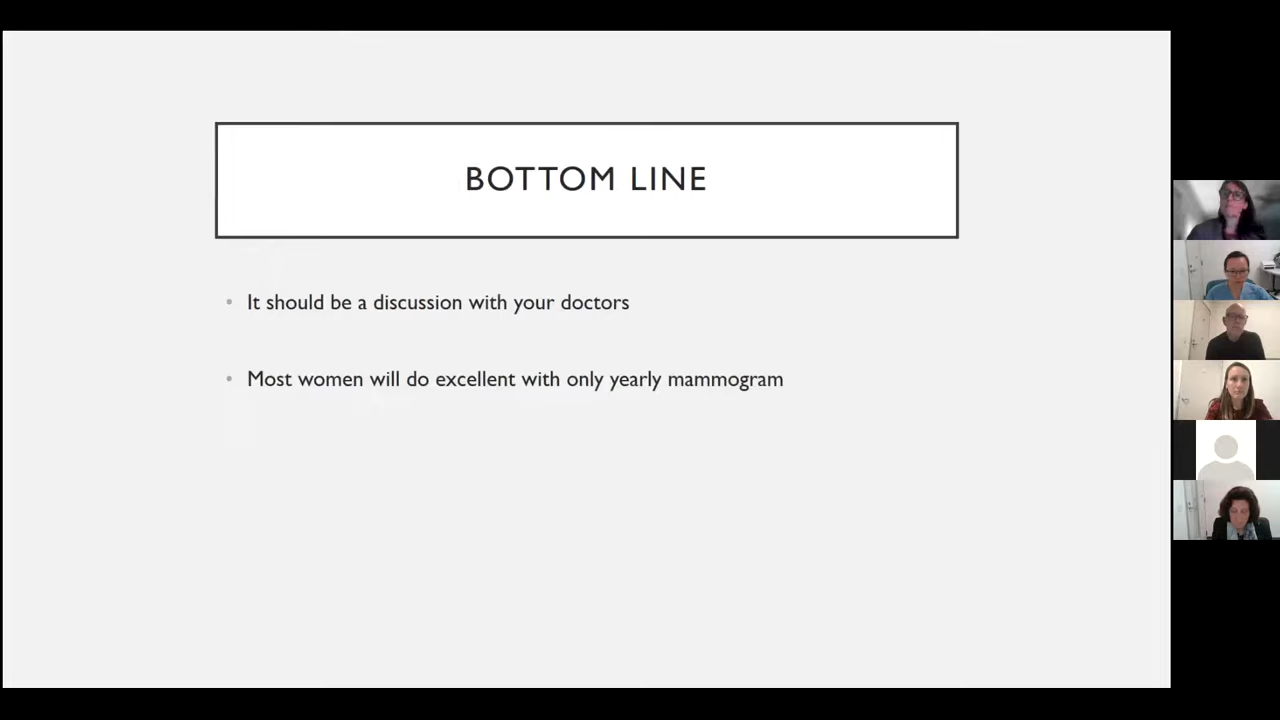 BOTTOM LINE
It should be a discussion with your doctors
Most women will do excellent with only yearly mammogram